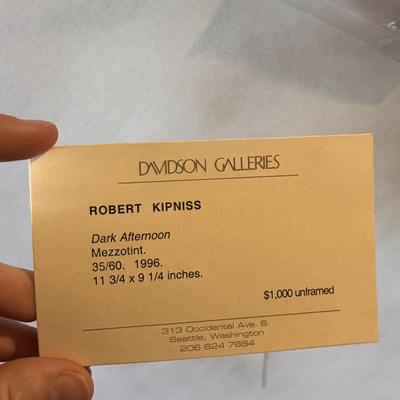 DAVIDSON GALLERIES
ROBERT KIPNISS
Dark Afternoon
Mezzotint.
35/60. 1996.
11 3/4 x 9 1/4 inches.
$1,000 unframed
313 Occidental Ave. S.
Seattle, Washington
206 624 7684